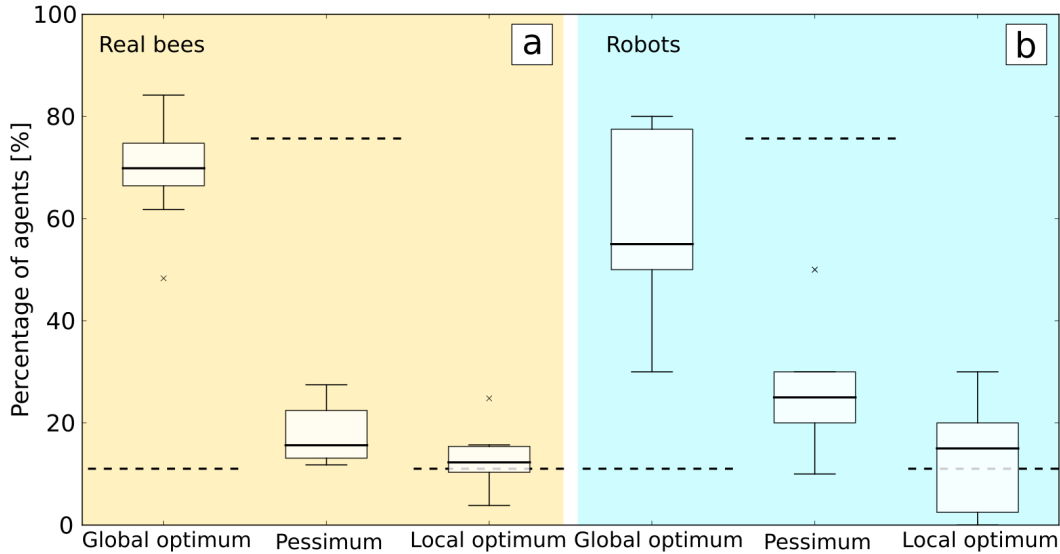 Percentage of agents [%]
100
80
60
40
20
0
Real bees
a
Robots
b
Global optimum
Pessimum
Local optimum
Global optimum
Pessimum
Local optimum